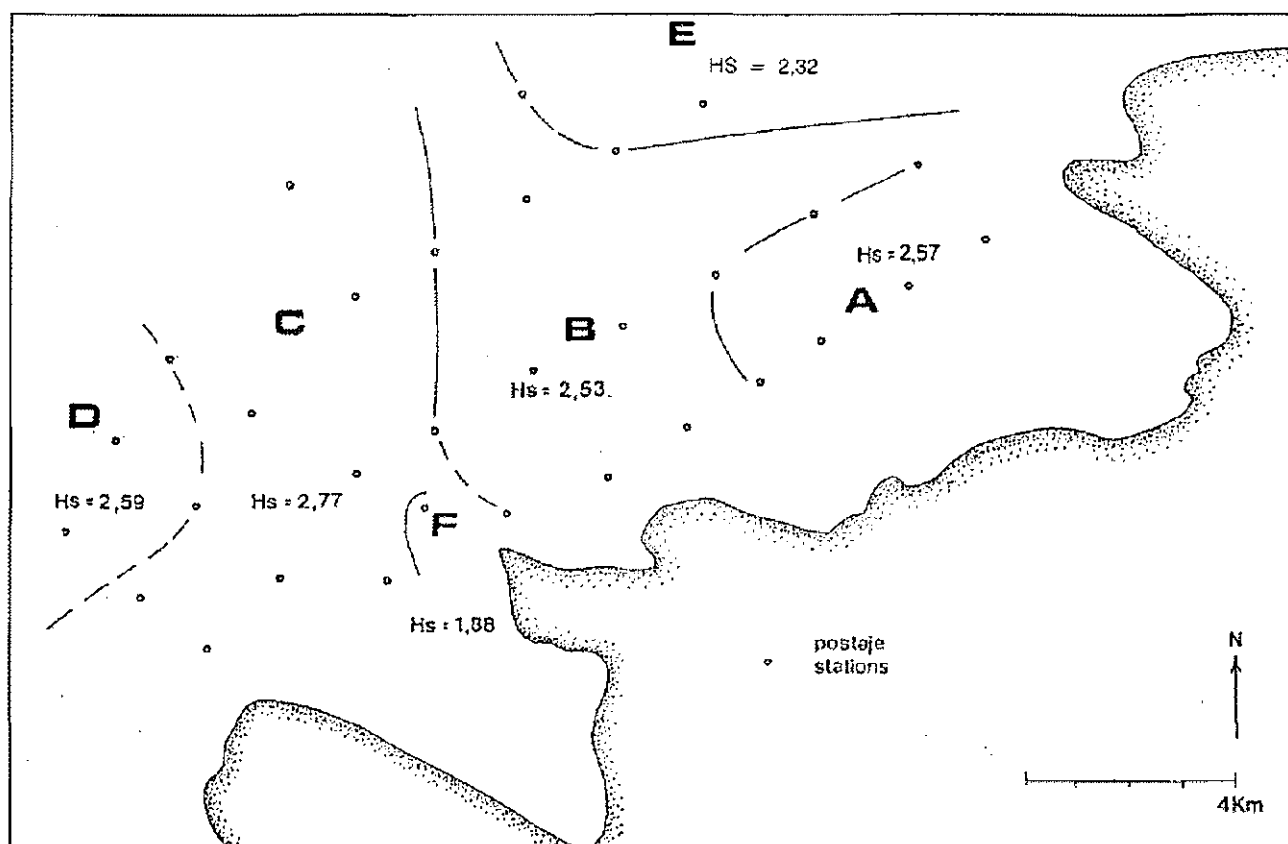 E
HS = 2,32
Hs = 2,57
A
C
B
Hs = 2,53
D
Hs = 2,59
Hs = 2,77
F
Hs = 1,88
postaje
stations
N
4Km